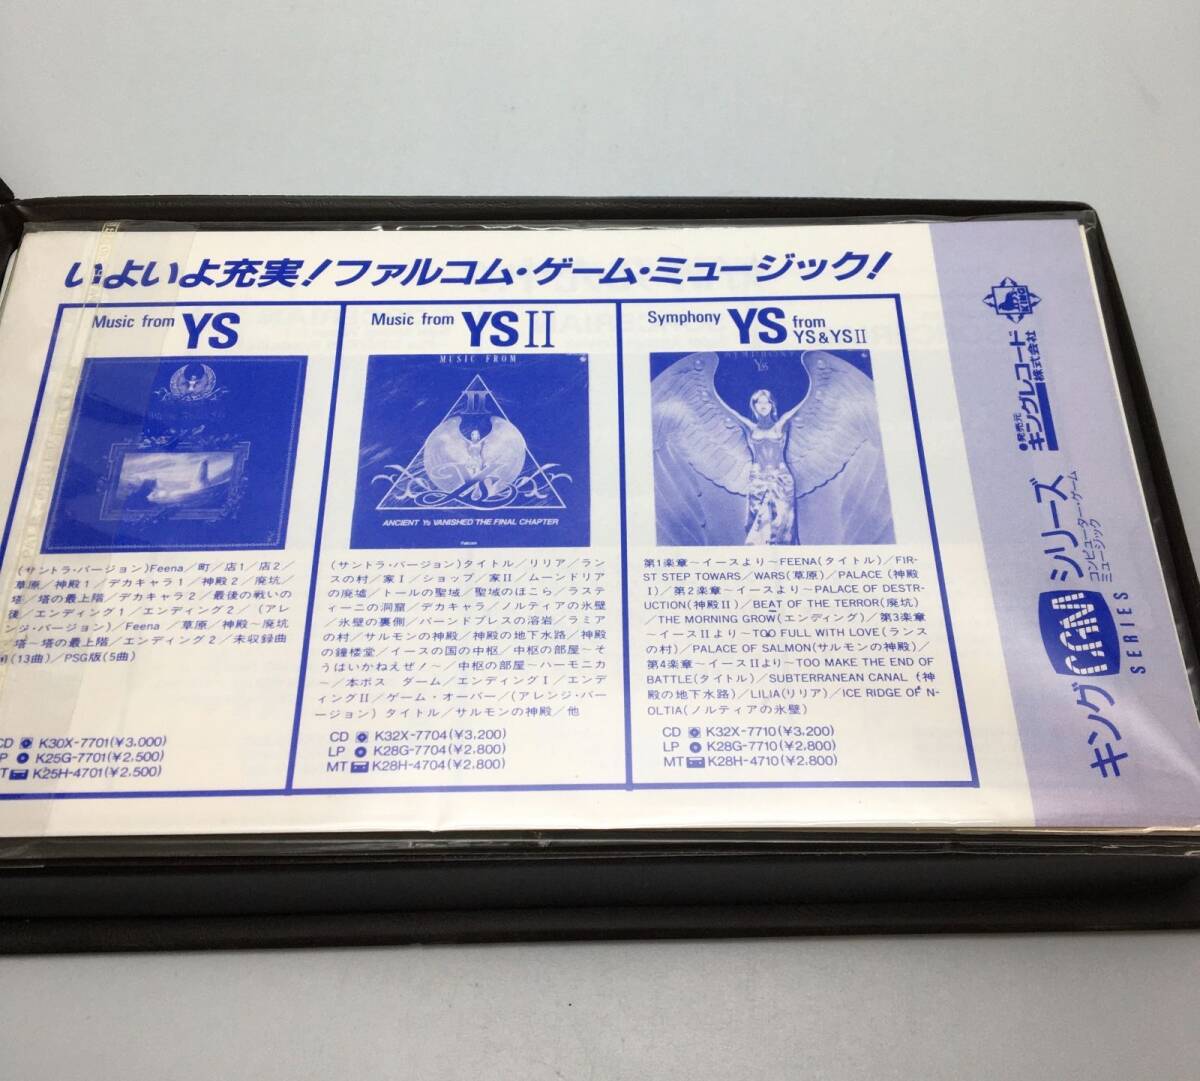 いよいよ充実!ファルコム・ゲーム・ミュージック!
Music from YS
(サントラ・バージョン)Feena/町/店1/店2/
草原/神殿1/デカキャラ1/神殿2/廃坑/
塔/塔の最上階/デカキャラ2/最後の戦いの
後/エンディング1/エンディング2/(アレ
ンジ・バージョン)/Feena/草原/神殿~廃坑
塔~塔の最上階/エンディング2/未収録曲
(13曲)/PSG版(5曲)
CD K30X-7701(¥3,000)
P K25G-7701(¥2,500)
T K25H-4701(¥2,500)
Music from YSII
MUSIC FROM
II
Ys
ANCIENT Ys VANISHED THE FINAL CHAPTER
Falcom
(サントラ・バージョン)タイトル/リリア/ラン
スの村/家I/ショップ/家II/ムーンドリア
の廃墟/トールの聖域/聖域のほこら/ラステ
ィーニの洞窟/デカキャラ/ノルティアの氷壁
/氷壁の裏側/バーンドブレスの溶岩/ラミア
の村/サルモンの神殿/神殿の地下水路/神殿
の鐘楼堂/イースの国の中枢/中枢の部屋~そ
うはいかねえぜ!~/中枢の部屋~ハーモニカ
~/本ボス ダーム/エンディングI/エンデ
ィングII/ゲーム・オーバー/(アレンジ・バー
ジョン)タイトル/サルモンの神殿/他
CD K32X-7704(¥3,200)
LP K28G-7704(¥2,800)
MT K28H-4704(¥2,800)
Symphony YS from YS&YSII
SYMPHONY
Ys
第1楽章~イースより~FEENA(タイトル)/FIR-
ST STEP TOWARS/WARS(草原)/PALACE(神殿
I)/第2楽章~イースより~PALACE OF DESTR-
UCTION(神殿II)/BEAT OF THE TERROR(廃坑)
/THE MORNING GROW(エンディング)/第3楽章
~イースIIより~TOO FULL WITH LOVE(ランス
の村)/PALACE OF SALMON(サルモンの神殿)/
第4楽章~イースIIより~TOO MAKE THE END OF
BATTLE(タイトル)/SUBTERRANEAN CANAL(神
殿の地下水路)/LILIA(リリア)/ICE RIDGE OF N-
OLTIA(ノルティアの氷壁)
CD K32X-7710(¥3,200)
LP K28G-7710(¥2,800)
MT K28H-4710(¥2,800)
KING
●発売元
キングレコード株式会社
キングCGMシリーズ
コンピューター・ゲーム
ミュージック
SERIES